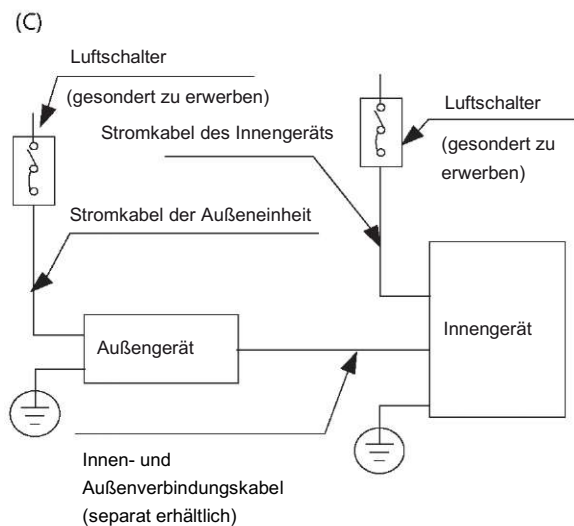 (C)
Luftschalter
(gesondert zu erwerben)
Stromkabel des Innengeräts
Luftschalter
(gesondert zu
erwerben)
Stromkabel der Außeneinheit
Außengerät
Innengerät
Innen- und
Außenverbindungskabel
(separat erhältlich)